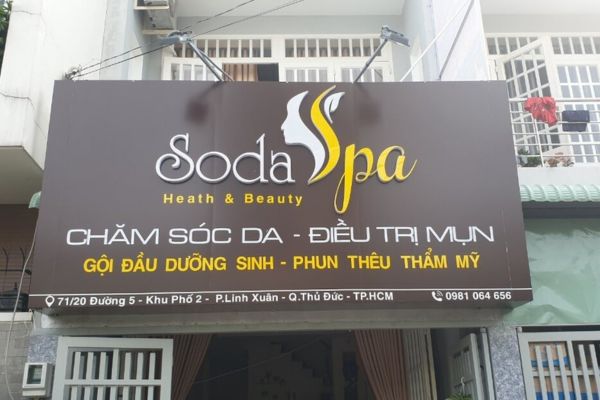 Soda Spa
Heath & Beauty
CHĂM SÓC DA - ĐIỀU TRỊ MỤN
GỘI ĐẦU DƯỠNG SINH - PHUN THÊU THẨM MỸ
71/20 Đường 5 - Khu Phố 2 - P.Linh Xuân - Q.Thủ Đức - TP.HCM 0981 064 656